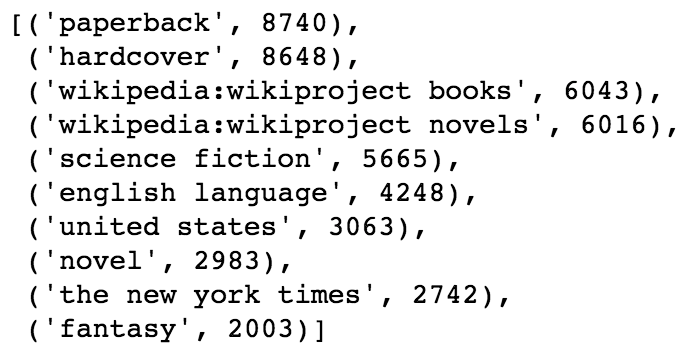 [('paperback', 8740),
('hardcover', 8648),
('wikipedia:wikiproject books', 6043),
('wikipedia:wikiproject novels', 6016),
('science fiction', 5665),
('english language', 4248),
('united states', 3063),
('novel', 2983),
('the new york times', 2742),
('fantasy', 2003)]